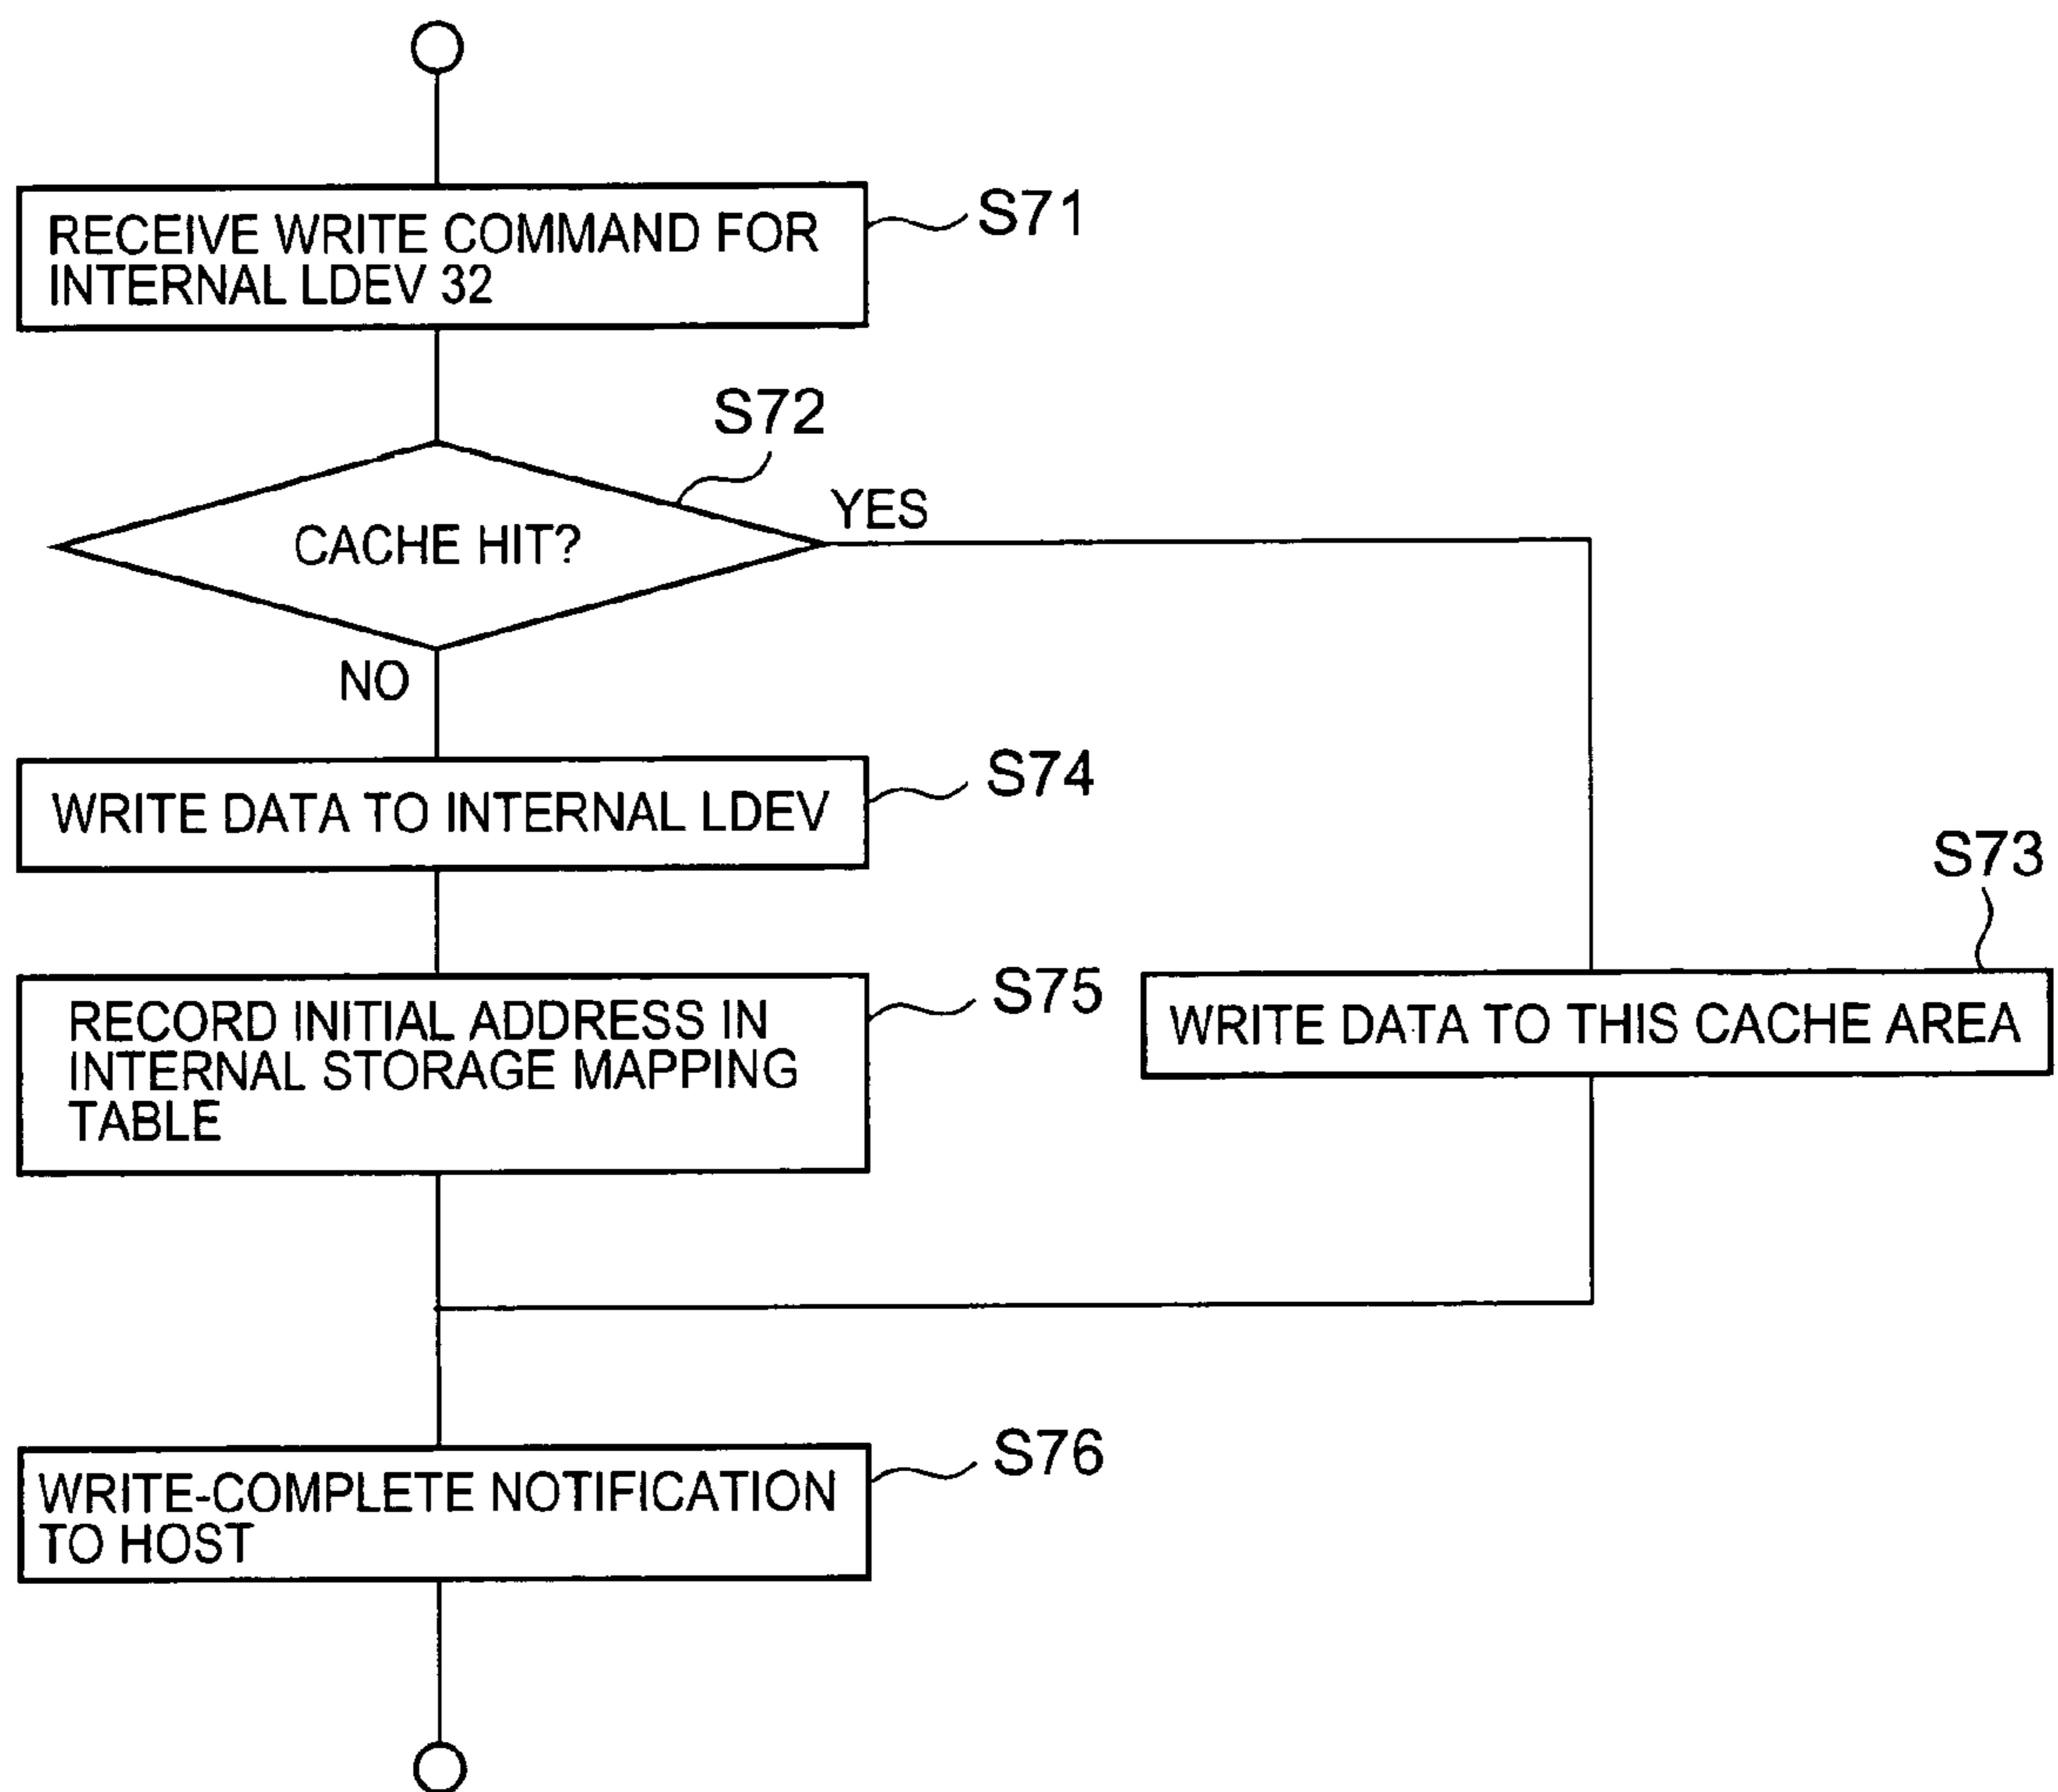 RECEIVE WRITE COMMAND FOR
INTERNAL LDEV 32
S71
S72
CACHE HIT?
YES
NO
WRITE DATA TO INTERNAL LDEV
S74
S73
WRITE DATA TO THIS CACHE AREA
RECORD INITIAL ADDRESS IN
INTERNAL STORAGE MAPPING
TABLE
S75
WRITE-COMPLETE NOTIFICATION
TO HOST
S76